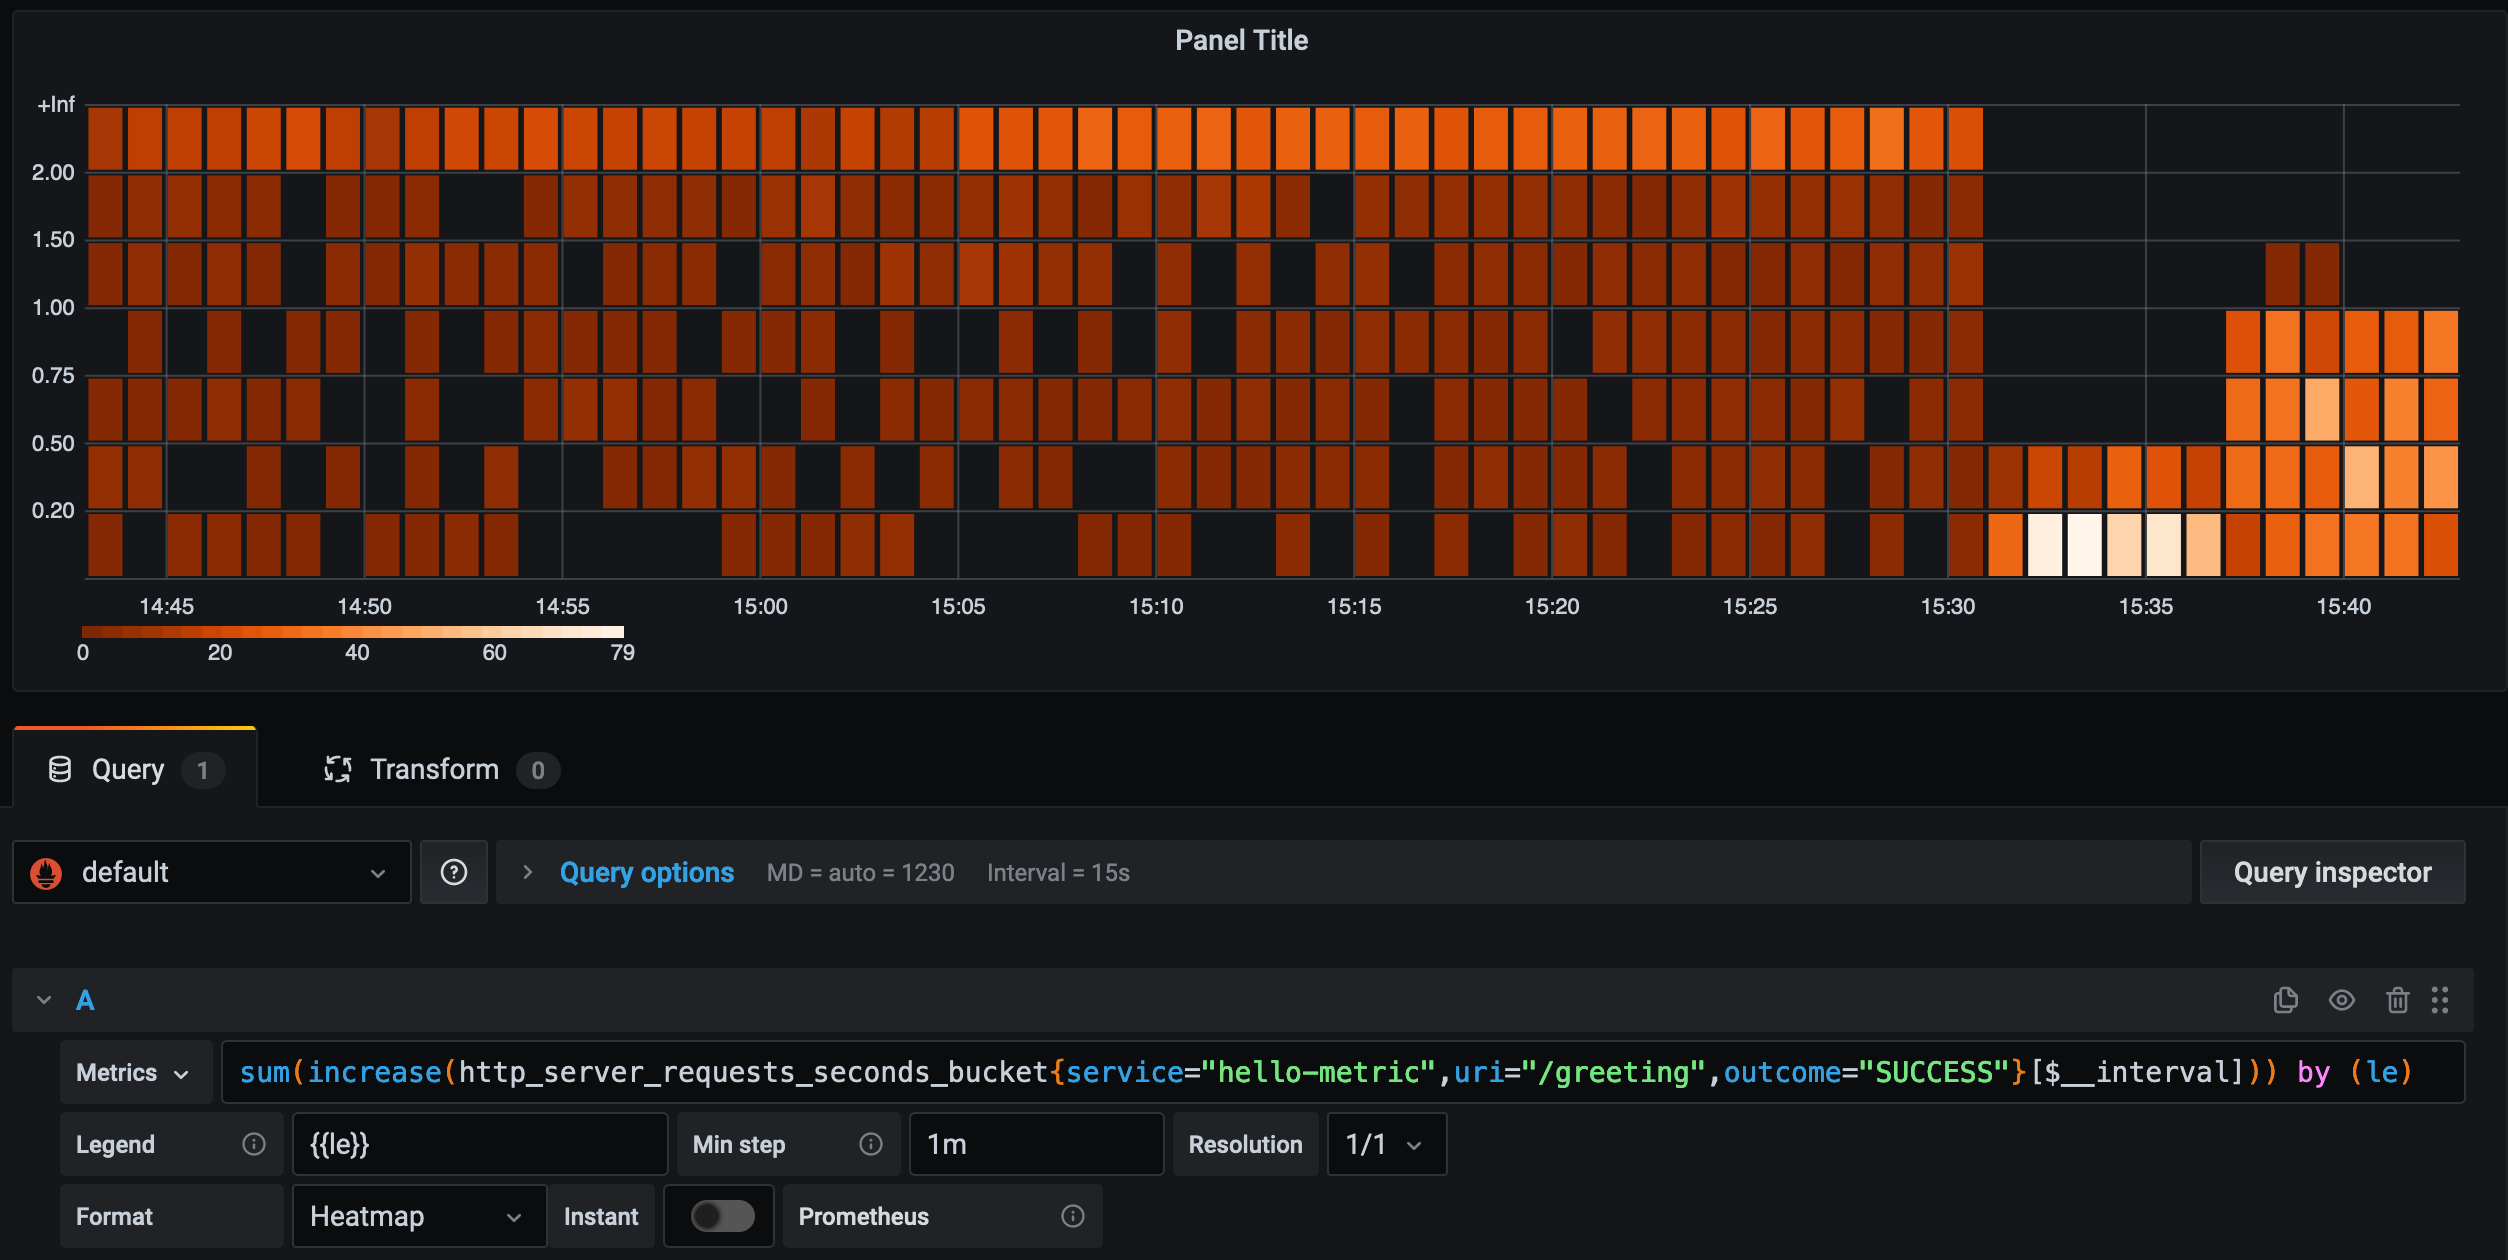 Panel Title
+Inf
2.00
1.50
1.00
0.75
0.50
0.20
14:45 14:50 14:55 15:00 15:05 15:10 15:15 15:20 15:25 15:30 15:35 15:40
0 20 40 60 79
Query 1 Transform 0
default Query options MD = auto = 1230 Interval = 15s Query inspector
A
Metrics sum(increase(http_server_requests_seconds_bucket{service="hello-metric",uri="/greeting",outcome="SUCCESS"}[$__interval])) by (le)
Legend {{le}} Min step 1m Resolution 1/1
Format Heatmap Instant Prometheus